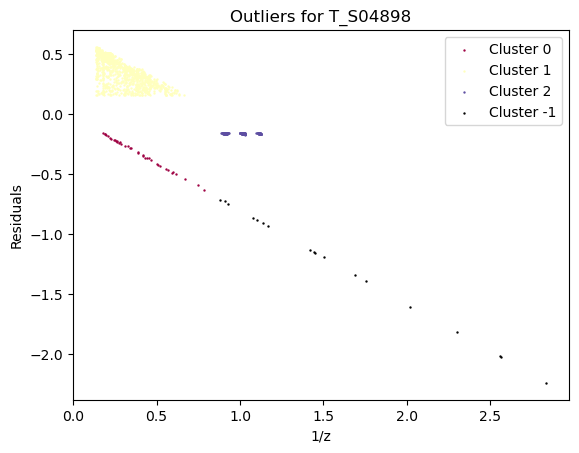 Outliers for T_S04898
Cluster 0
Cluster 1
Cluster 2
Cluster -1
0.5
0.0
−0.5
−1.0
−1.5
−2.0
Residuals
0.0
0.5
1.0
1.5
2.0
2.5
1/z